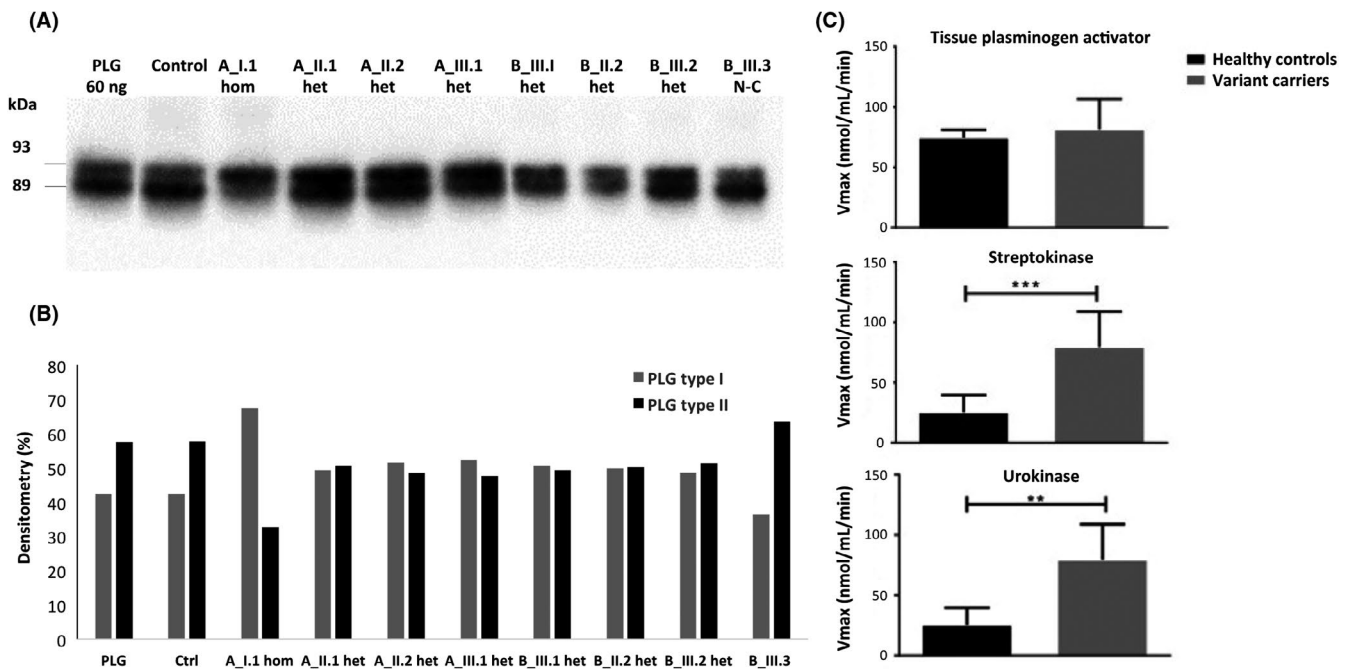 (A)
PLG Control A_I.1 A_II.1 A_II.2 A_III.1 B_III.I B_II.2 B_III.2 B_III.3
60 ng hom het het het het het het N-C
kDa
93
89
(B)
80
70
60
50
40
30
20
10
0
Densitometry (%)
PLG type I
PLG type II
PLG Ctrl A_I.1 hom A_II.1 het A_II.2 het A_III.1 het B_III.1 het B_II.2 het B_III.2 het B_III.3
(C)
Tissue plasminogen activator
150
100
50
0
Vmax (nmol/mL/min)
Healthy controls
Variant carriers
Streptokinase
150
100
50
0
Vmax (nmol/mL/min)
***
Urokinase
150
100
50
0
Vmax (nmol/mL/min)
**